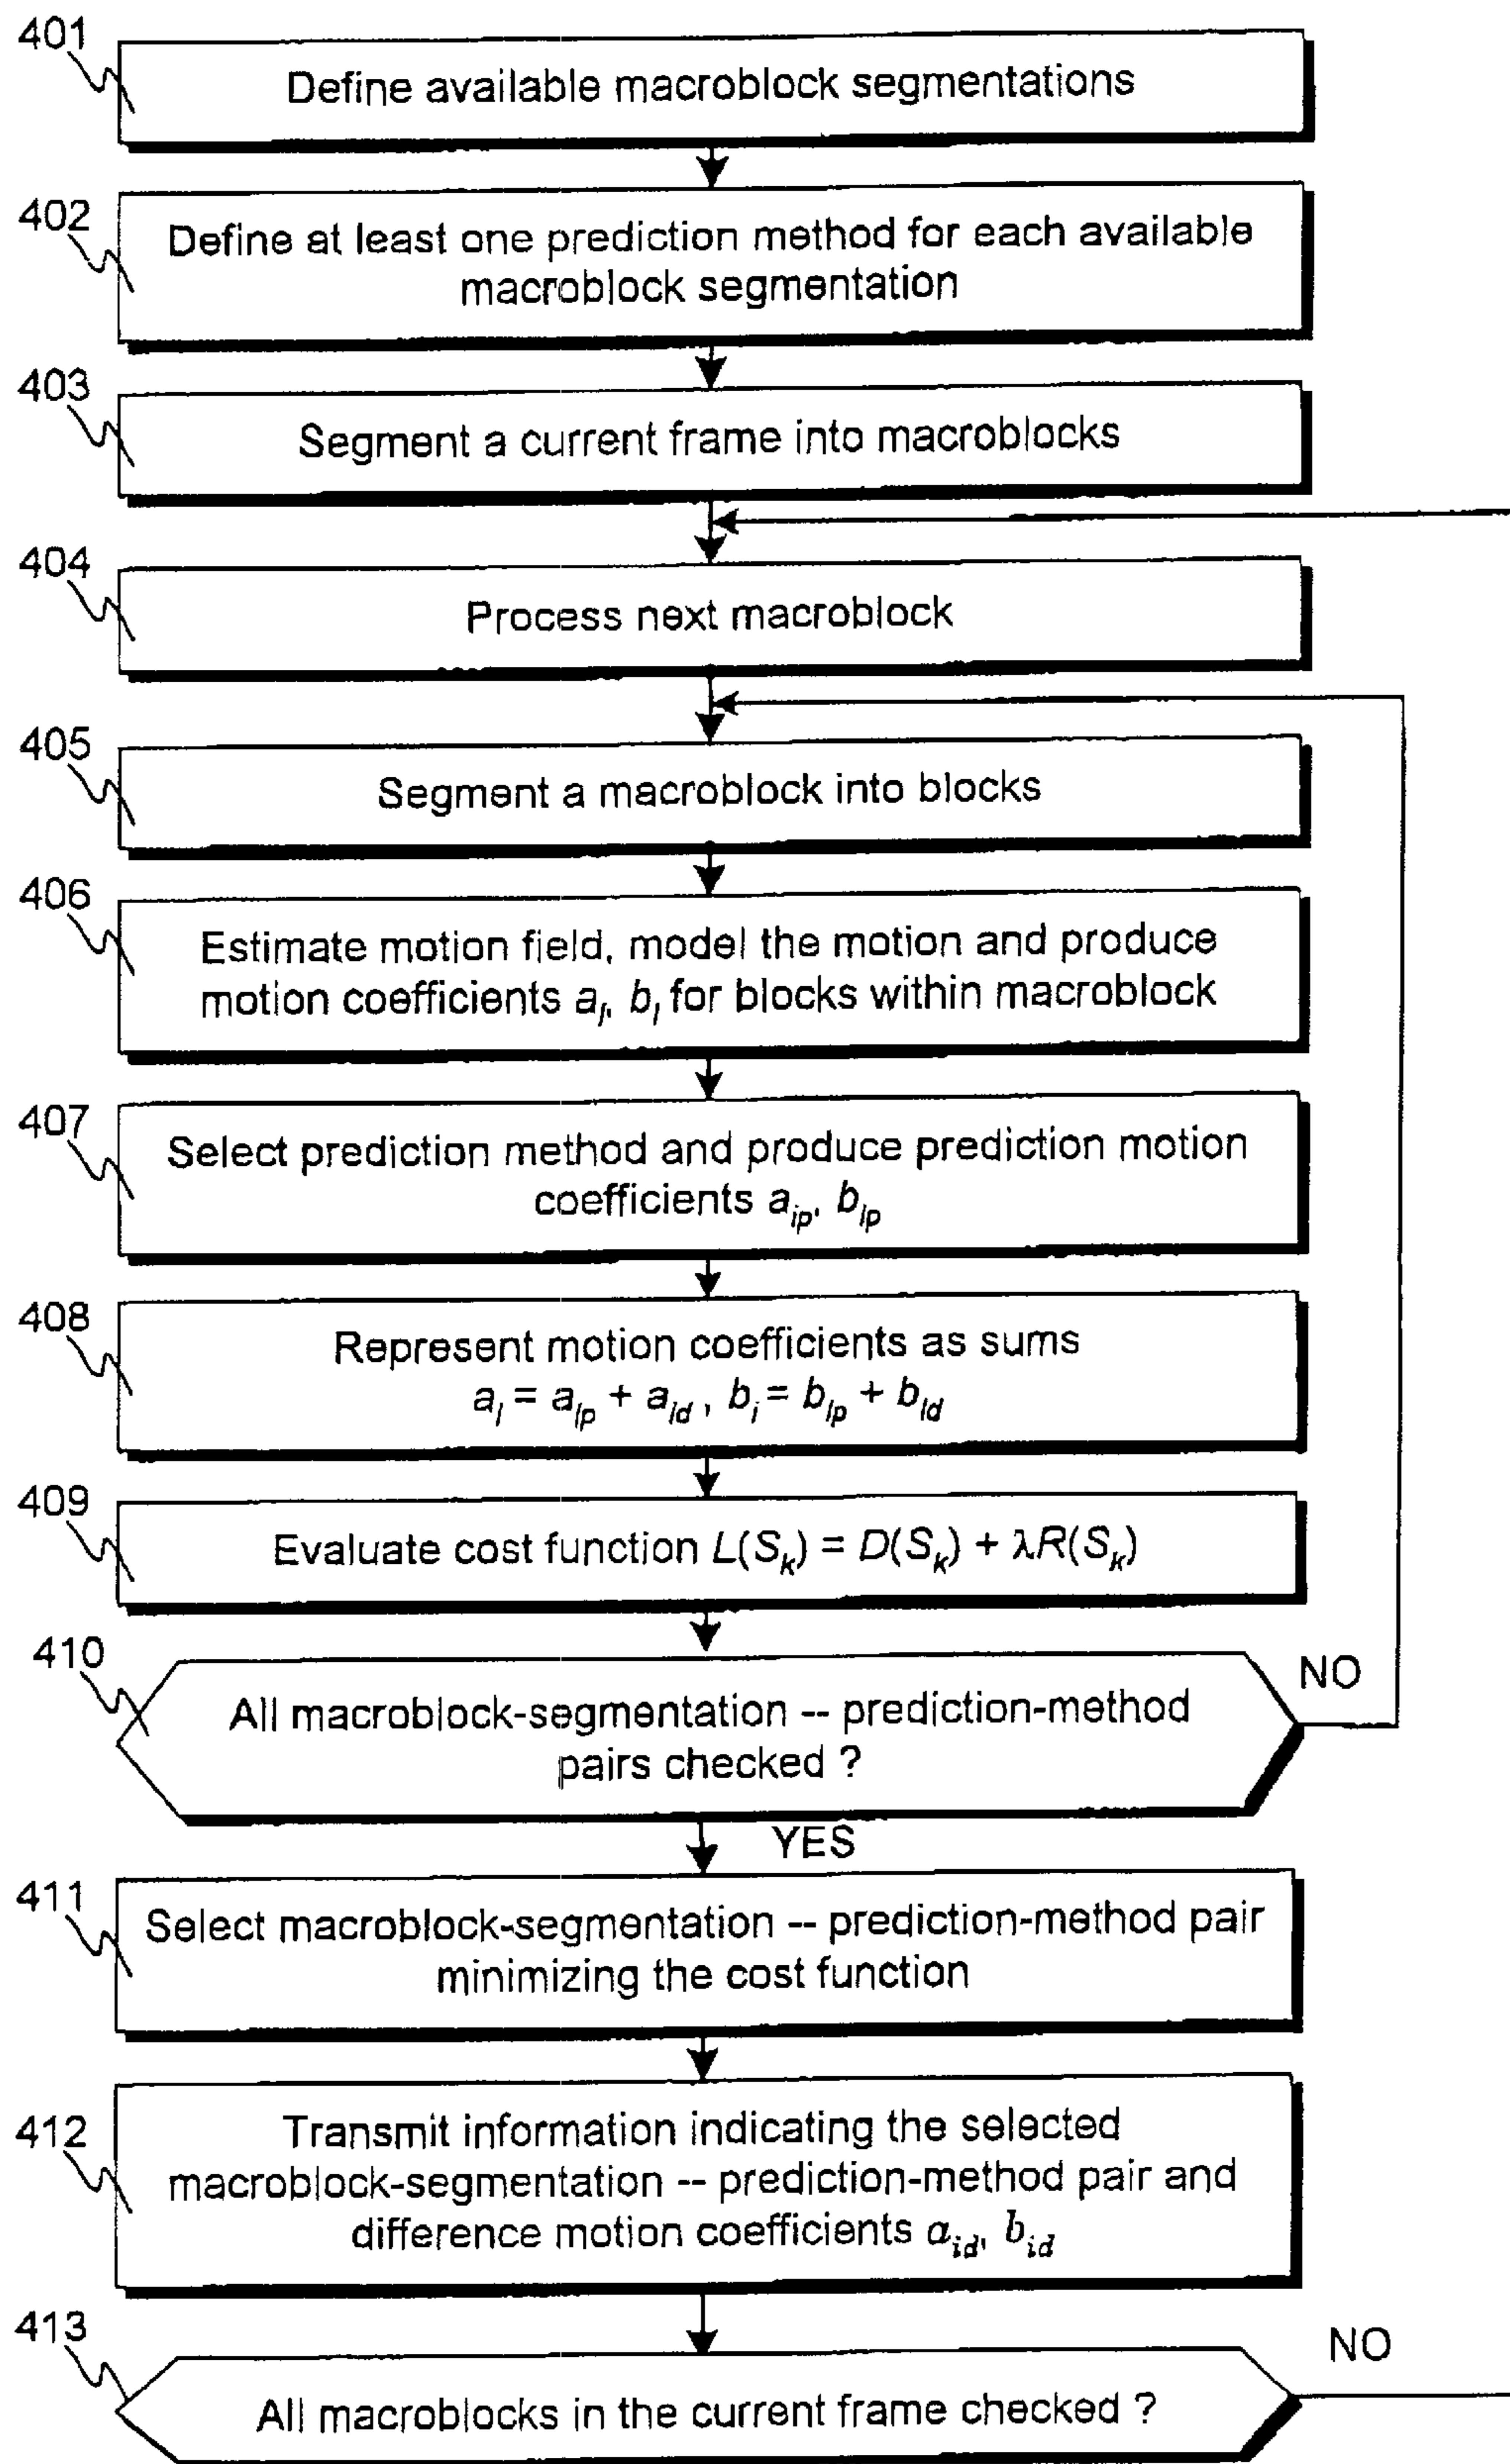 401
Define available macroblock segmentations
402
Define at least one prediction method for each available
macroblock segmentation
403
Segment a current frame into macroblocks
404
Process next macroblock
405
Segment a macroblock into blocks
406
Estimate motion field, model the motion and produce
motion coefficients a_i, b_i for blocks within macroblock
407
Select prediction method and produce prediction motion
coefficients a_ip, b_ip
408
Represent motion coefficients as sums
a_i = a_ip + a_id , b_i = b_ip + b_id
409
Evaluate cost function L(S_k) = D(S_k) + λR(S_k)
410
NO
All macroblock-segmentation -- prediction-method
pairs checked ?
YES
411
Select macroblock-segmentation -- prediction-method pair
minimizing the cost function
412
Transmit information indicating the selected
macroblock-segmentation -- prediction-method pair and
difference motion coefficients a_id, b_id
413
NO
All macroblocks in the current frame checked ?